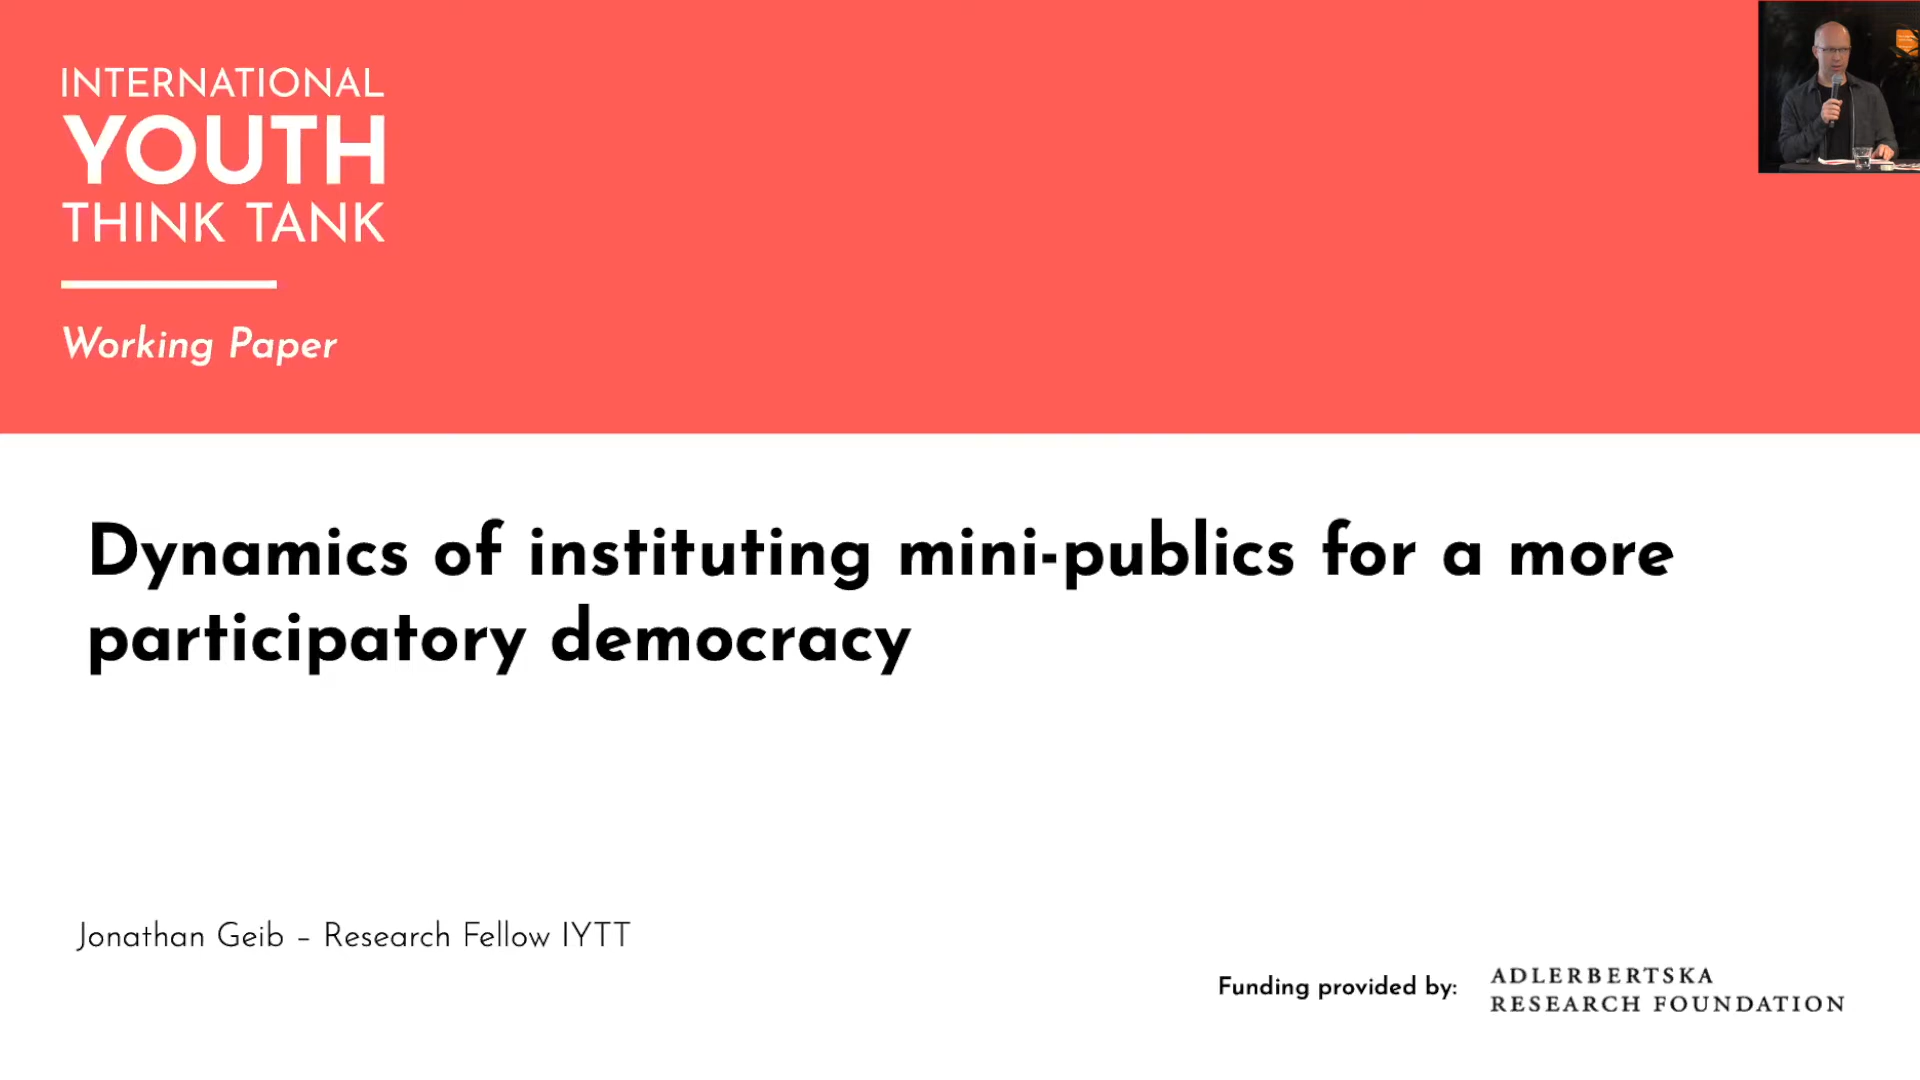 INTERNATIONAL
YOUTH
THINK TANK
Working Paper
Dynamics of instituting mini-publics for a more
participatory democracy
Jonathan Geib – Research Fellow IYTT
Funding provided by:
ADLERBERTSKA
RESEARCH FOUNDATION